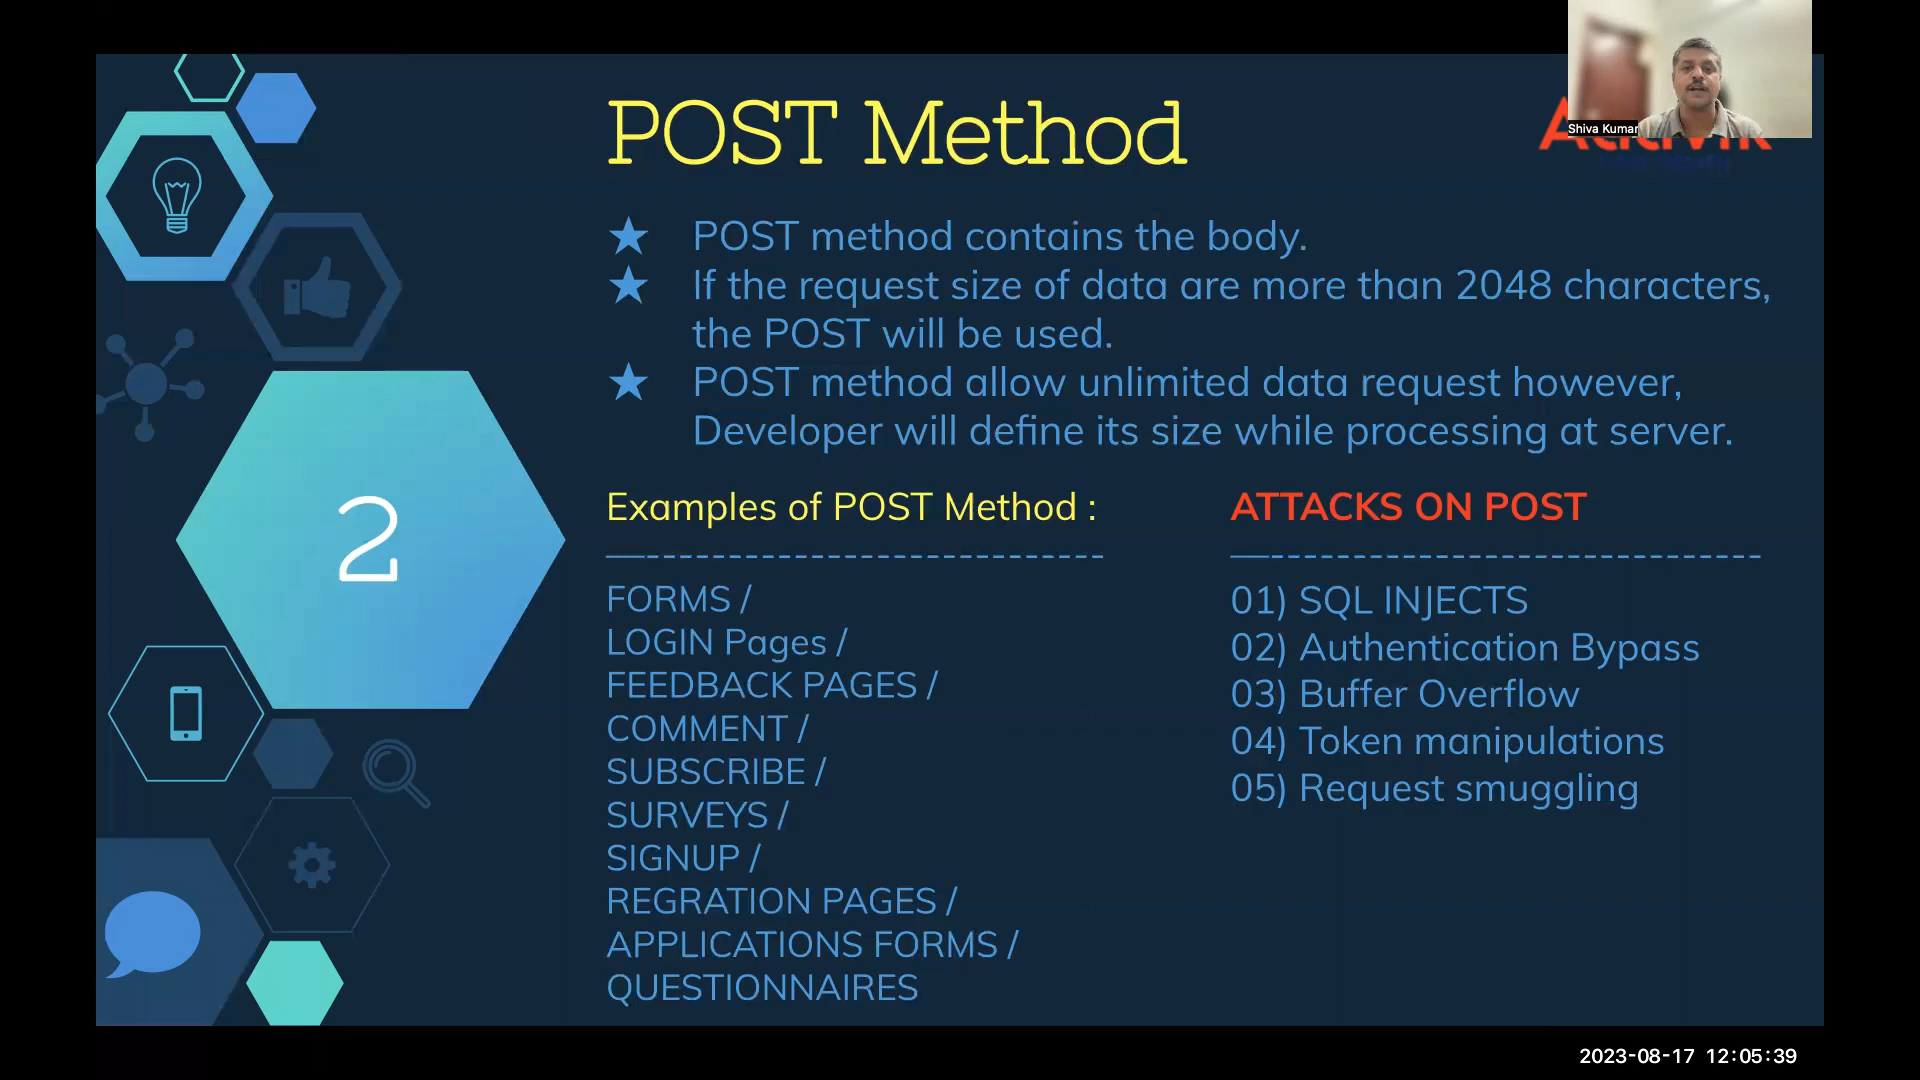 POST Method
Shiva Kumar
★ POST method contains the body.
★ If the request size of data are more than 2048 characters,
the POST will be used.
★ POST method allow unlimited data request however,
Developer will define its size while processing at server.
2
Examples of POST Method :
—----------------------------
FORMS /
LOGIN Pages /
FEEDBACK PAGES /
COMMENT /
SUBSCRIBE /
SURVEYS /
SIGNUP /
REGRATION PAGES /
APPLICATIONS FORMS /
QUESTIONNAIRES
ATTACKS ON POST
—------------------------------
01) SQL INJECTS
02) Authentication Bypass
03) Buffer Overflow
04) Token manipulations
05) Request smuggling
2023-08-17 12:05:39